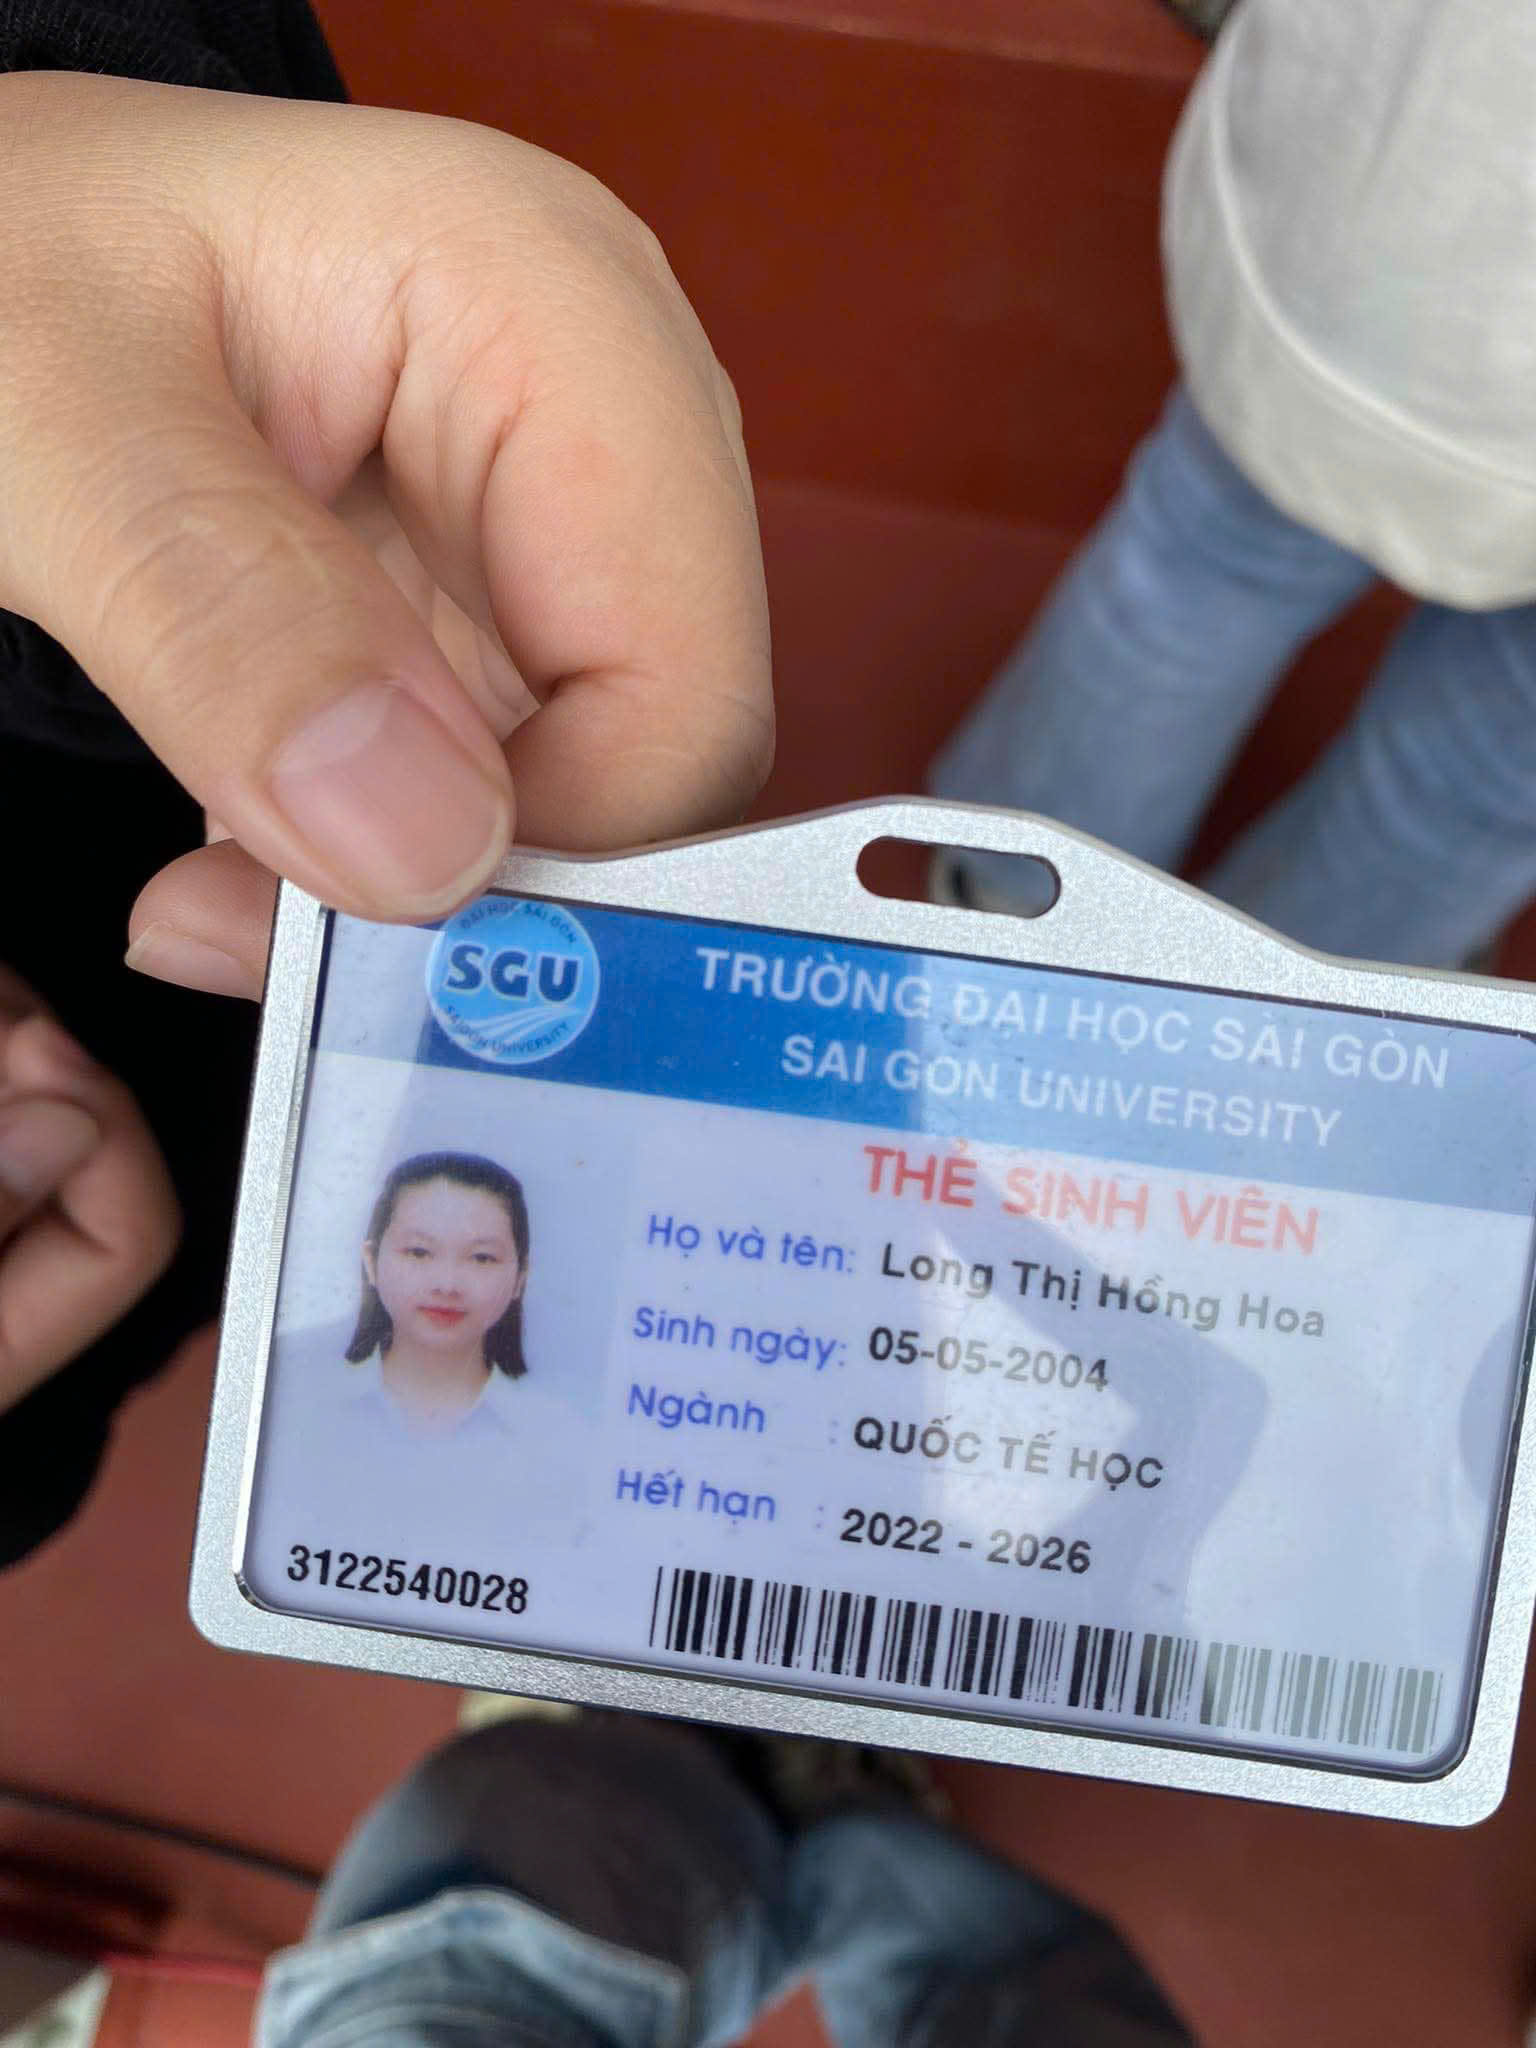 ĐẠI HỌC SÀI GÒN
SGU
SAIGON UNIVERSITY
TRƯỜNG ĐẠI HỌC SÀI GÒN
SAI GON UNIVERSITY
THẺ SINH VIÊN
Họ và tên: Long Thị Hồng Hoa
Sinh ngày: 05-05-2004
Ngành : QUỐC TẾ HỌC
Hết hạn : 2022 - 2026
3122540028